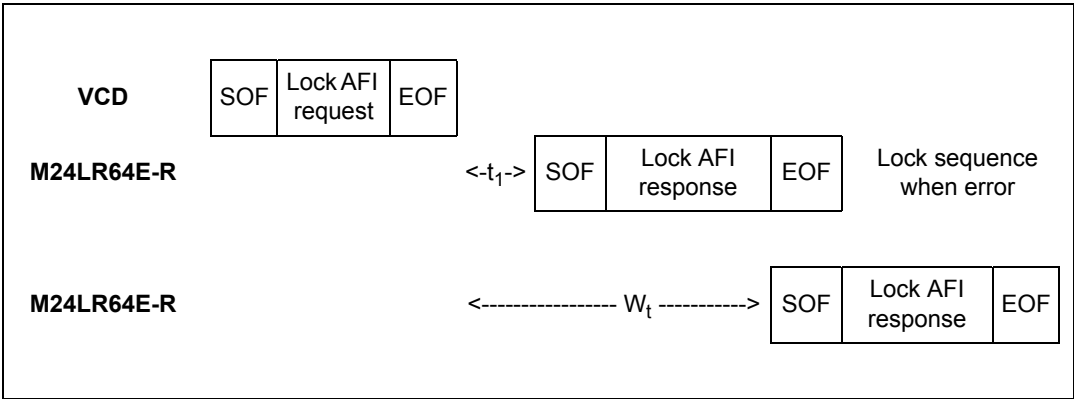 VCD SOF Lock AFI request EOF
M24LR64E-R <-t₁-> SOF Lock AFI response EOF Lock sequence when error
M24LR64E-R <----------------- Wₜ -----------> SOF Lock AFI response EOF